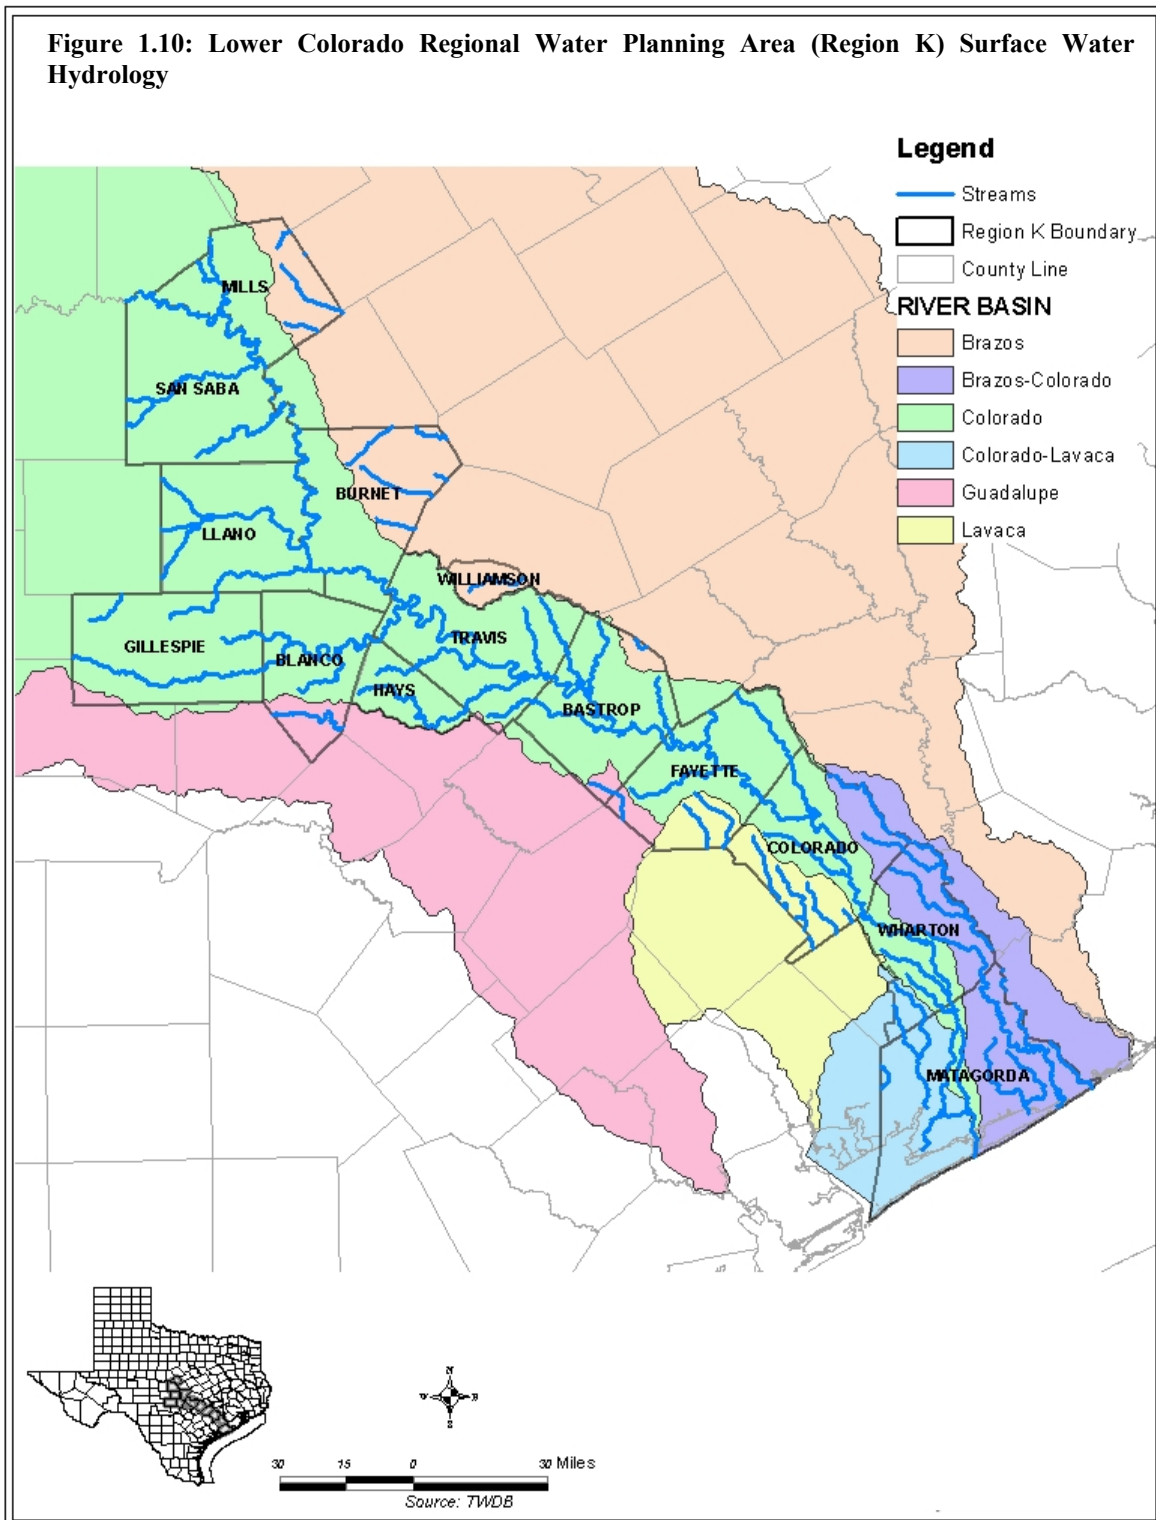 Figure 1.10: Lower Colorado Regional Water Planning Area (Region K) Surface Water
Hydrology
Legend
Streams
Region K Boundary
County Line
RIVER BASIN
Brazos
Brazos-Colorado
Colorado
Colorado-Lavaca
Guadalupe
Lavaca
MILLS
SAN SABA
BURNET
LLANO
WILLIAMSON
TRAVIS
GILLESPIE
BLANCO
HAYS
BASTROP
FAYETTE
COLORADO
WHARTON
MATAGORDA
N
W E
S
30 15 0 30 Miles
Source: TWDB